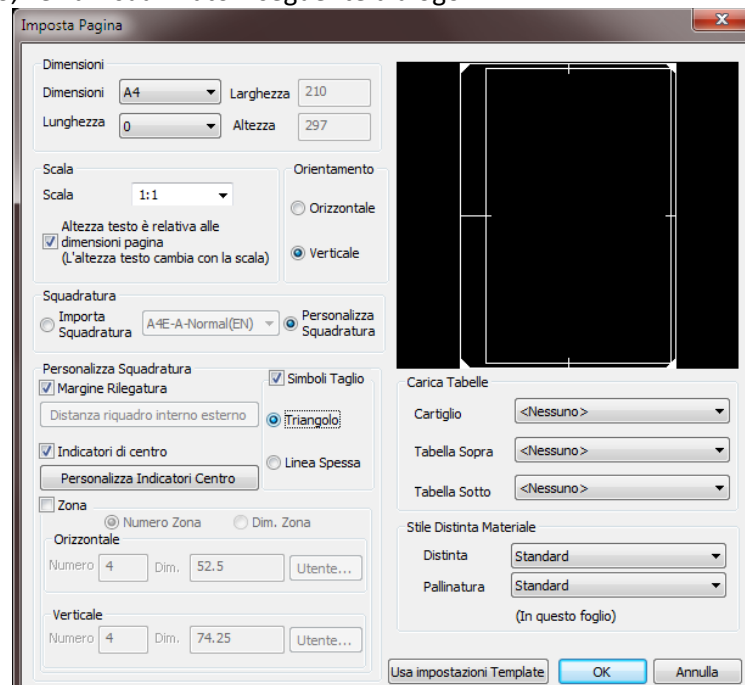 Imposta Pagina
Dimensioni
Dimensioni A4 Larghezza 210
Lunghezza 0 Altezza 297
Scala
Scala 1:1
Altezza testo è relativa alle
dimensioni pagina
(L'altezza testo cambia con la scala)
Orientamento
Orizzontale
Verticale
Squadratura
Importa
Squadratura
A4E-A-Normal(EN)
Personalizza
Squadratura
Personalizza Squadratura
Margine Rilegatura
Distanza riquadro interno esterno
Indicatori di centro
Personalizza Indicatori Centro
Simboli Taglio
Triangolo
Linea Spessa
Zona
Numero Zona Dim. Zona
Orizzontale
Numero 4 Dim. 52.5 Utente...
Verticale
Numero 4 Dim. 74.25 Utente...
Carica Tabelle
Cartiglio <Nessuno>
Tabella Sopra <Nessuno>
Tabella Sotto <Nessuno>
Stile Distinta Materiale
Distinta Standard
Pallinatura Standard
(In questo foglio)
Usa impostazioni Template OK Annulla